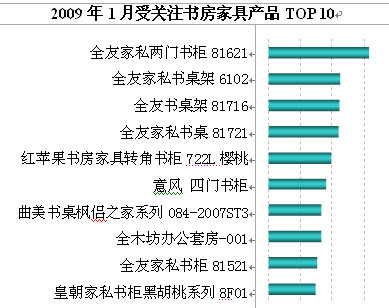 2009 年 1 月受关注书房家具产品 TOP 10
全友家私两门书柜 81621
全友家私书桌架 6102
全友书桌架 81716
全友家私书桌 81721
红苹果书房家具转角书柜 722L 樱桃
意风 四门书柜
曲美书桌枫侣之家系列 084-2007ST3
全木坊办公套房-001
全友家私书柜 81521
皇朝家私书柜黑胡桃系列 8F01